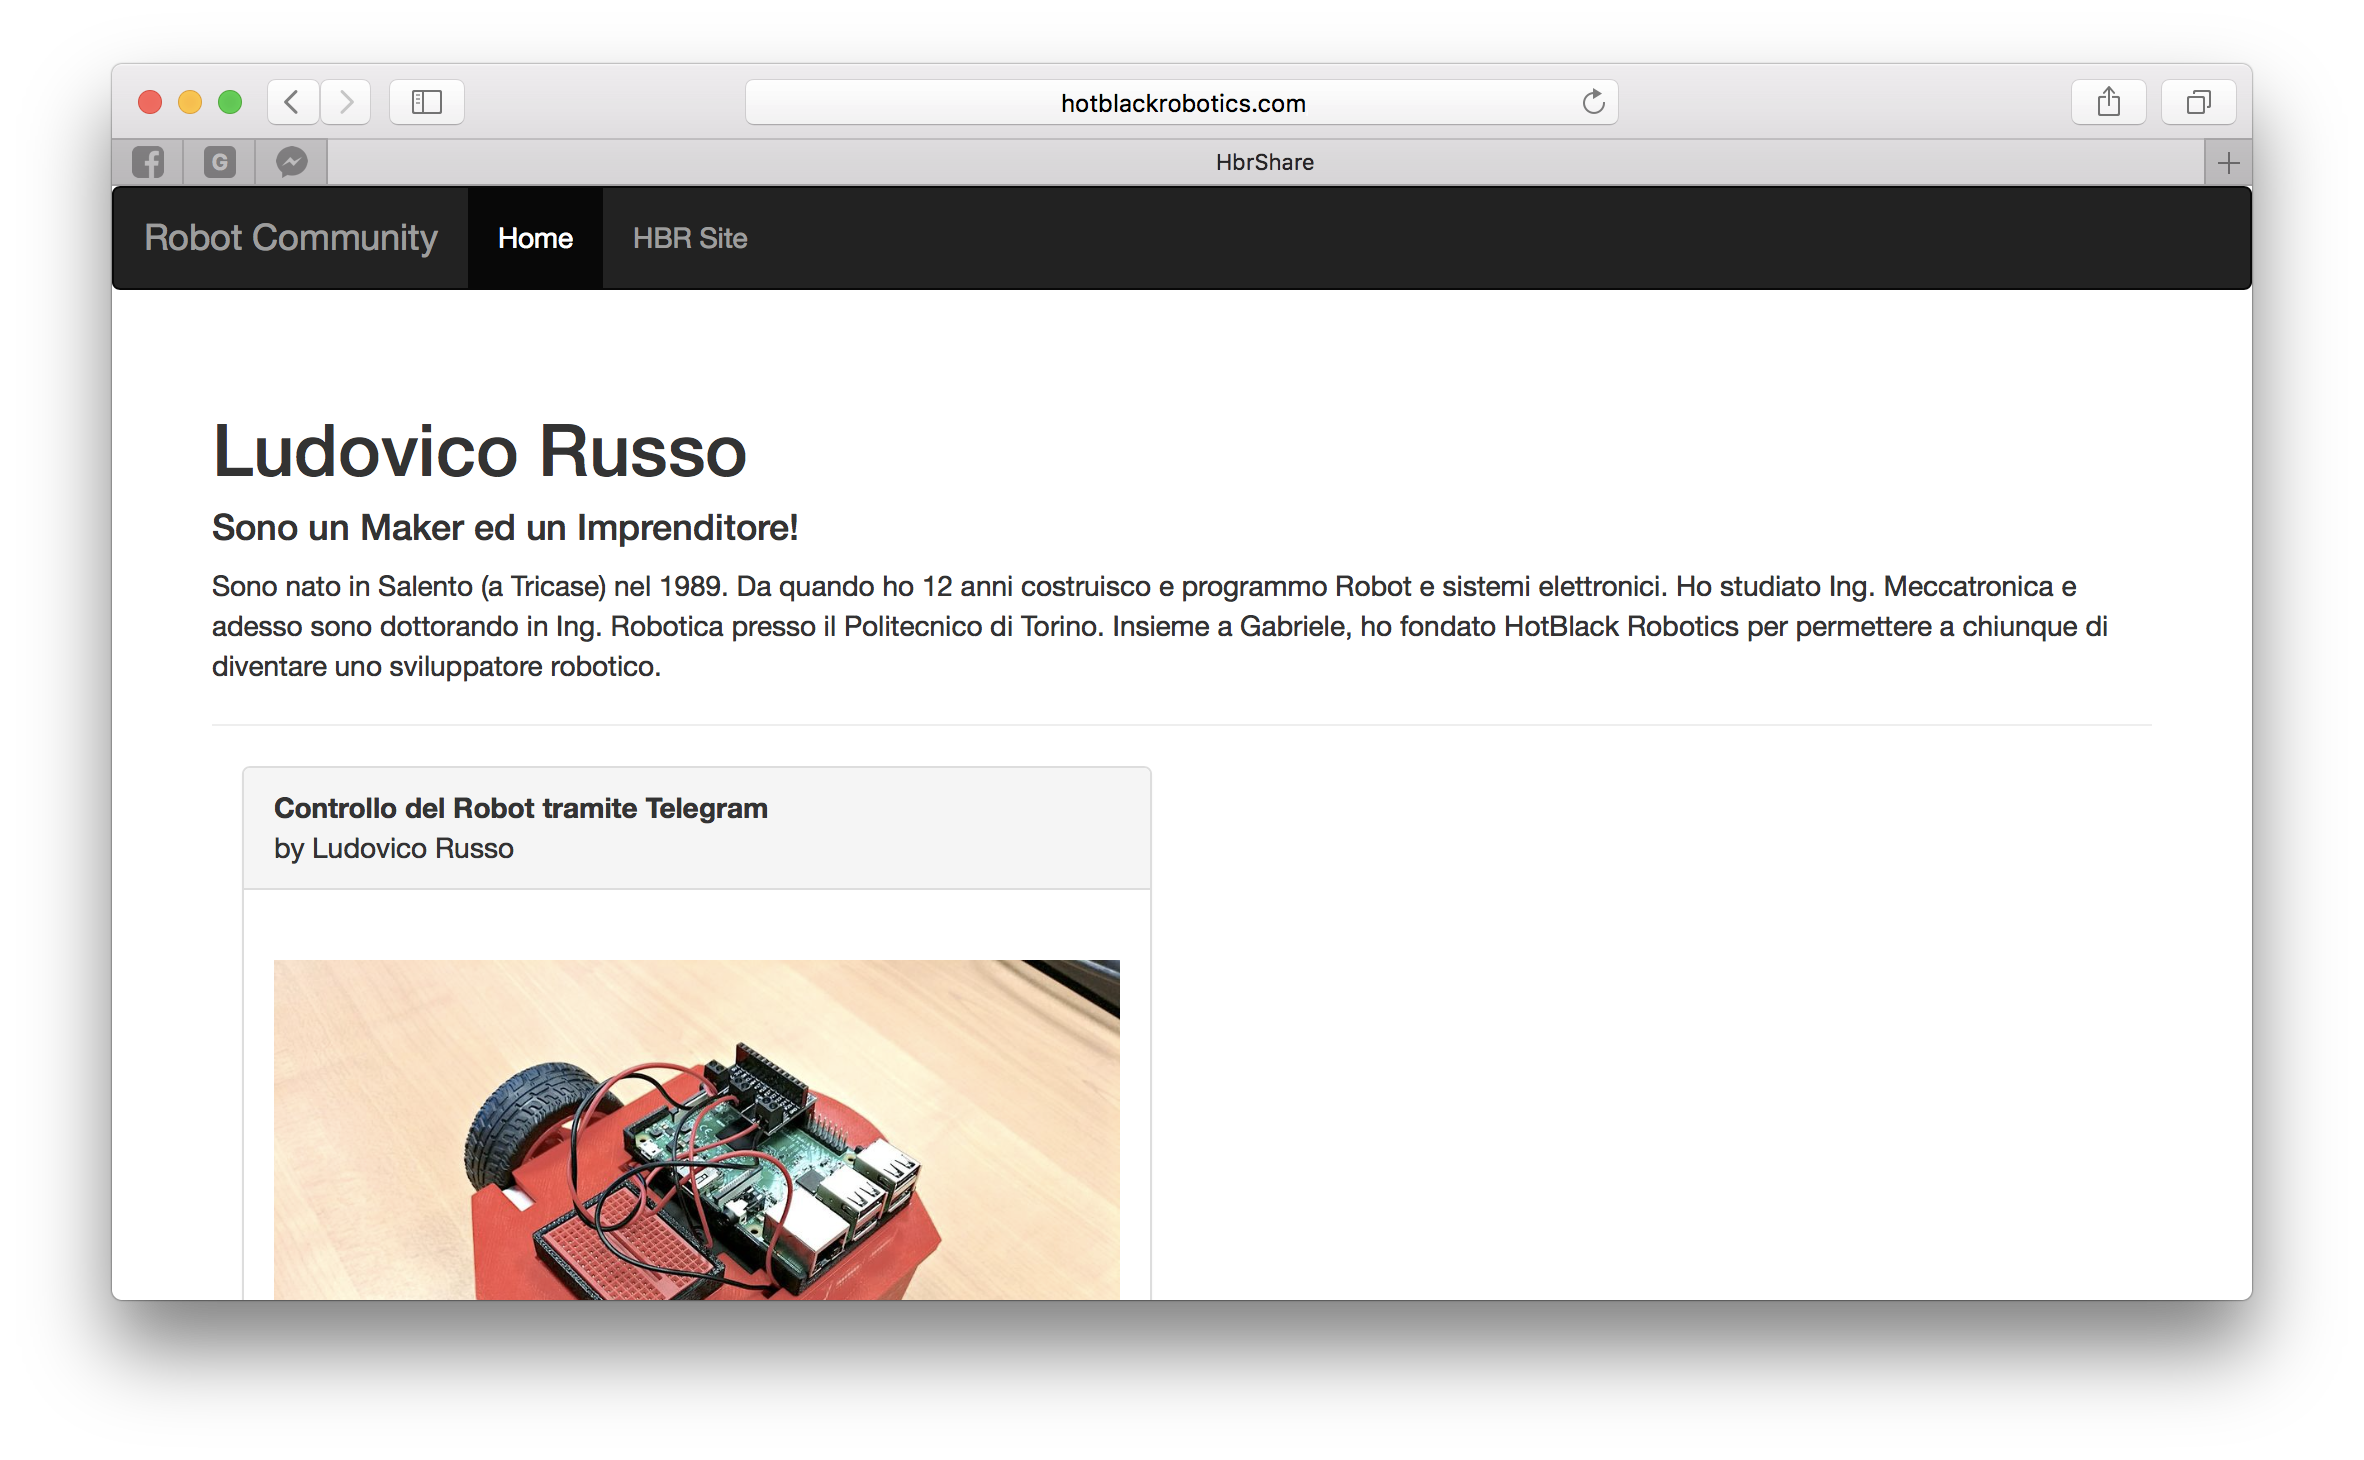 hotblackrobotics.com
G
HbrShare
Robot Community Home HBR Site
Ludovico Russo
Sono un Maker ed un Imprenditore!
Sono nato in Salento (a Tricase) nel 1989. Da quando ho 12 anni costruisco e programmo Robot e sistemi elettronici. Ho studiato Ing. Meccatronica e
adesso sono dottorando in Ing. Robotica presso il Politecnico di Torino. Insieme a Gabriele, ho fondato HotBlack Robotics per permettere a chiunque di
diventare uno sviluppatore robotico.
Controllo del Robot tramite Telegram
by Ludovico Russo